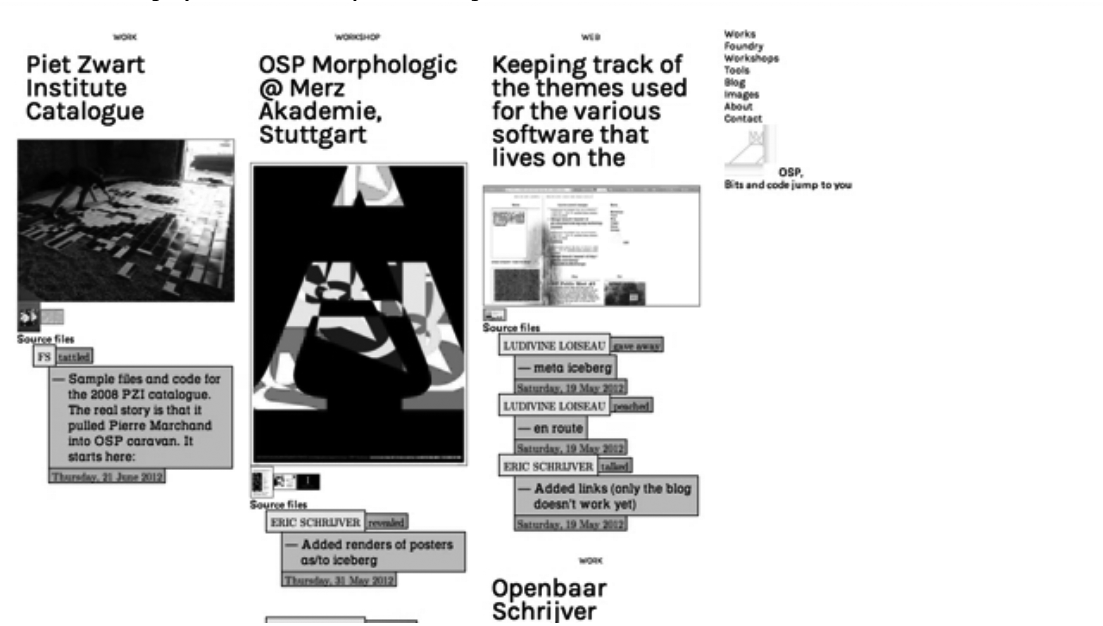 WORK
Piet Zwart
Institute
Catalogue
Source files
FS tattled
— Sample files and code for
the 2008 PZI catalogue.
The real story is that it
pulled Pierre Marchand
into OSP caravan. It
starts here:
Thursday, 21 June 2012
WORKSHOP
OSP Morphologic
@ Merz
Akademie,
Stuttgart
Source files
ERIC SCHRIJVER revealed
— Added renders of posters
as/to iceberg
Thursday, 31 May 2012
WEB
Keeping track of
the themes used
for the various
software that
lives on the
Source files
LUDIVINE LOISEAU gave away
— meta iceberg
Saturday, 19 May 2012
LUDIVINE LOISEAU peached
— en route
Saturday, 19 May 2012
ERIC SCHRIJVER talked
— Added links (only the blog
doesn't work yet)
Saturday, 19 May 2012
WORK
Openbaar
Schrijver
Works
Foundry
Workshops
Tools
Blog
Images
About
Contact
OSP,
Bits and code jump to you